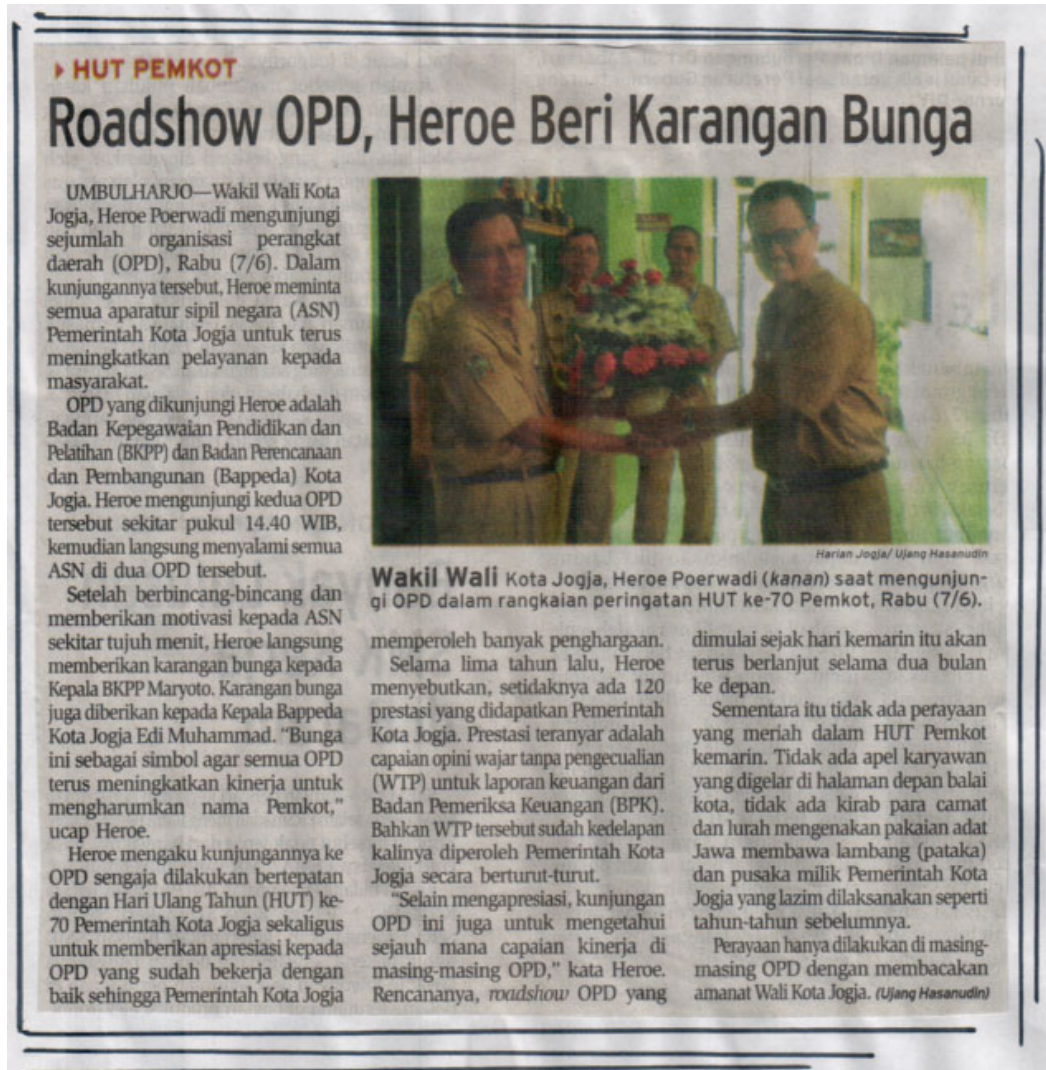 HUT PEMKOT
Roadshow OPD, Heroe Beri Karangan Bunga
UMBULHARJO—Wakil Wali Kota
Jogja, Heroe Poerwadi mengunjungi
sejumlah organisasi perangkat
daerah (OPD), Rabu (7/6). Dalam
kunjungannya tersebut, Heroe meminta
semua aparatur sipil negara (ASN)
Pemerintah Kota Jogja untuk terus
meningkatkan pelayanan kepada
masyarakat.
OPD yang dikunjungi Heroe adalah
Badan Kepegawaian Pendidikan dan
Pelatihan (BKPP) dan Badan Perencanaan
dan Pembangunan (Bappeda) Kota
Jogja. Heroe mengunjungi kedua OPD
tersebut sekitar pukul 14.40 WIB,
kemudian langsung menyalami semua
ASN di dua OPD tersebut.
Setelah berbincang-bincang dan
memberikan motivasi kepada ASN
sekitar tujuh menit, Heroe langsung
memberikan karangan bunga kepada
Kepala BKPP Maryoto. Karangan bunga
juga diberikan kepada Kepala Bappeda
Kota Jogja Edi Muhammad. “Bunga
ini sebagai simbol agar semua OPD
terus meningkatkan kinerja untuk
mengharumkan nama Pemkot,”
ucap Heroe.
Heroe mengaku kunjungannya ke
OPD sengaja dilakukan bertepatan
dengan Hari Ulang Tahun (HUT) ke-
70 Pemerintah Kota Jogja sekaligus
untuk memberikan apresiasi kepada
OPD yang sudah bekerja dengan
baik sehingga Pemerintah Kota Jogja
Harian Jogja/ Ujang Hasanudin
Wakil Wali Kota Jogja, Heroe Poerwadi (kanan) saat mengunjun-
gi OPD dalam rangkaian peringatan HUT ke-70 Pemkot, Rabu (7/6).
memperoleh banyak penghargaan.
Selama lima tahun lalu, Heroe
menyebutkan, setidaknya ada 120
prestasi yang didapatkan Pemerintah
Kota Jogja. Prestasi teranyar adalah
capaian opini wajar tanpa pengecualian
(WTP) untuk laporan keuangan dari
Badan Pemeriksa Keuangan (BPK).
Bahkan WTP tersebut sudah kedelapan
kalinya diperoleh Pemerintah Kota
Jogja secara berturut-turut.
“Selain mengapresiasi, kunjungan
OPD ini juga untuk mengetahui
sejauh mana capaian kinerja di
masing-masing OPD,” kata Heroe.
Rencananya, roadshow OPD yang
dimulai sejak hari kemarin itu akan
terus berlanjut selama dua bulan
ke depan.
Sementara itu tidak ada perayaan
yang meriah dalam HUT Pemkot
kemarin. Tidak ada apel karyawan
yang digelar di halaman depan balai
kota, tidak ada kirab para camat
dan lurah mengenakan pakaian adat
Jawa membawa lambang (pataka)
dan pusaka milik Pemerintah Kota
Jogja yang lazim dilaksanakan seperti
tahun-tahun sebelumnya.
Perayaan hanya dilakukan di masing-
masing OPD dengan membacakan
amanat Wali Kota Jogja. (Ujang Hasanudin)